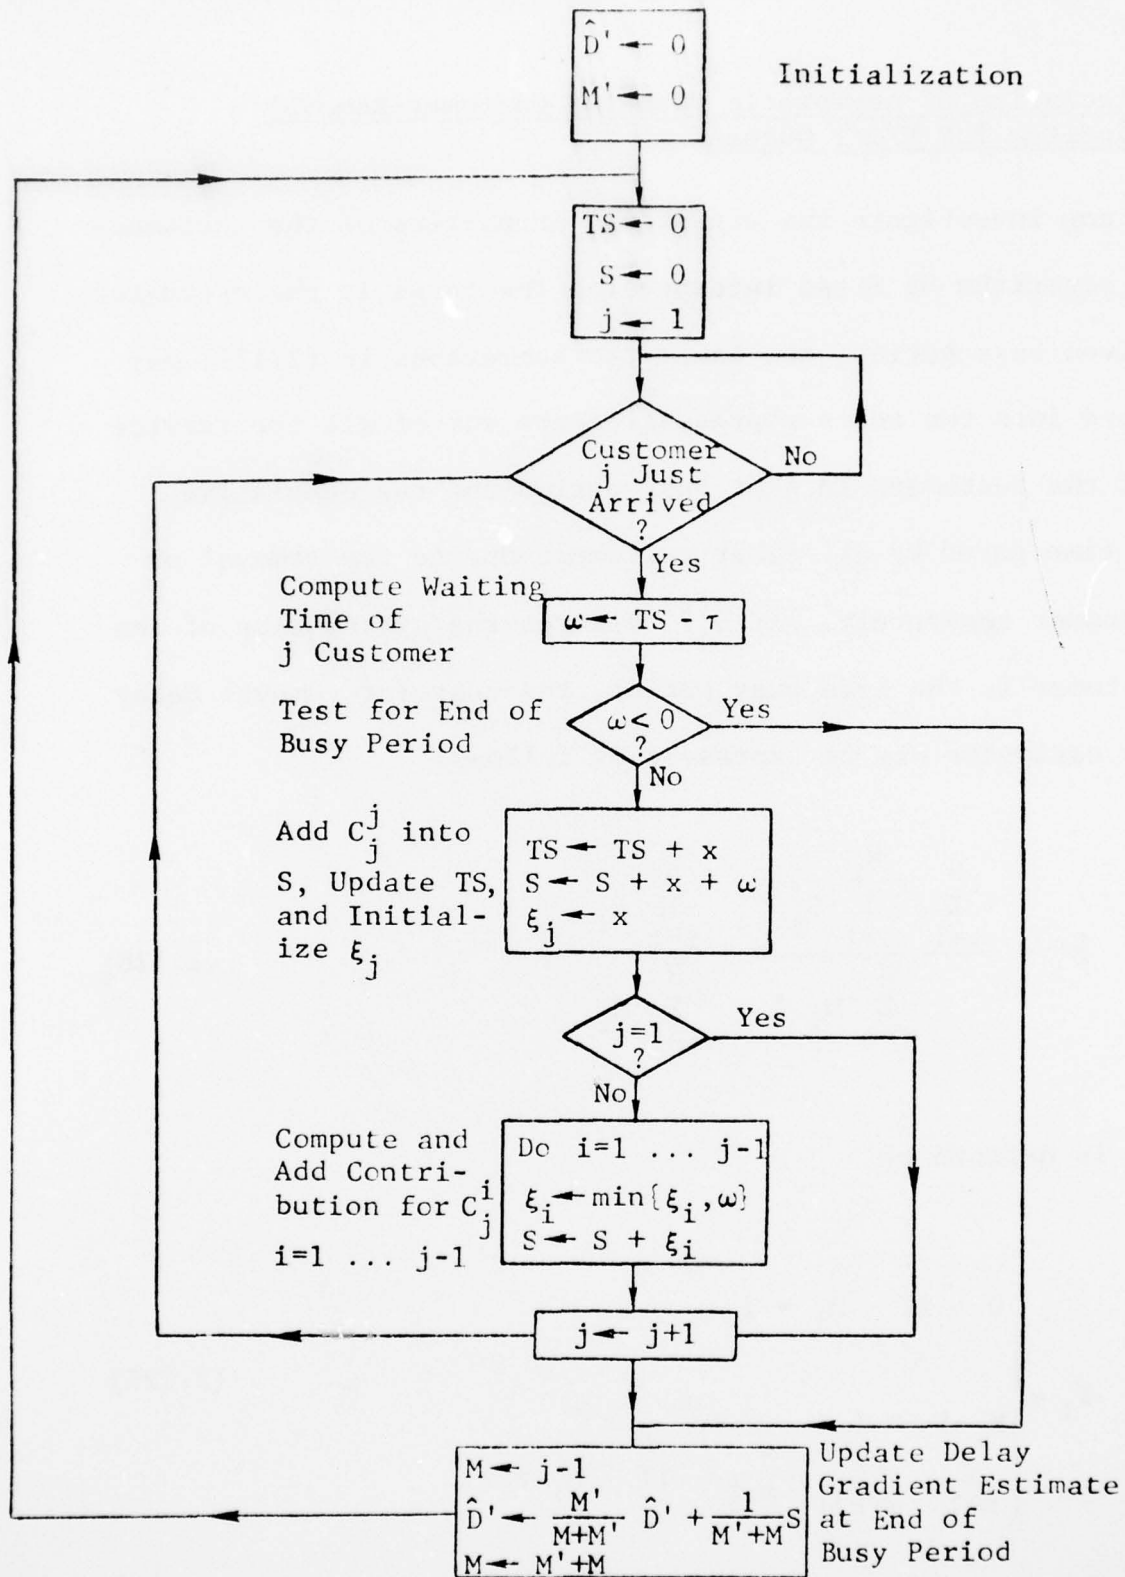 D̂' ← 0
M' ← 0
Initialization
TS ← 0
S ← 0
j ← 1
Customer
j Just
Arrived
?
No
Yes
Compute Waiting
Time of
j Customer
ω ← TS - τ
Test for End of
Busy Period
ω < 0
?
Yes
No
Add C_j^j into
S, Update TS,
and Initial-
ize ξ_j
TS ← TS + x
S ← S + x + ω
ξ_j ← x
j=1
?
Yes
No
Compute and
Add Contri-
bution for C_j^i
i=1 ... j-1
Do i=1 ... j-1
ξ_i ← min{ξ_i, ω}
S ← S + ξ_i
j ← j+1
M ← j-1
D̂' ← M'/(M+M') D̂' + 1/(M'+M) S
M ← M'+M
Update Delay
Gradient Estimate
at End of
Busy Period